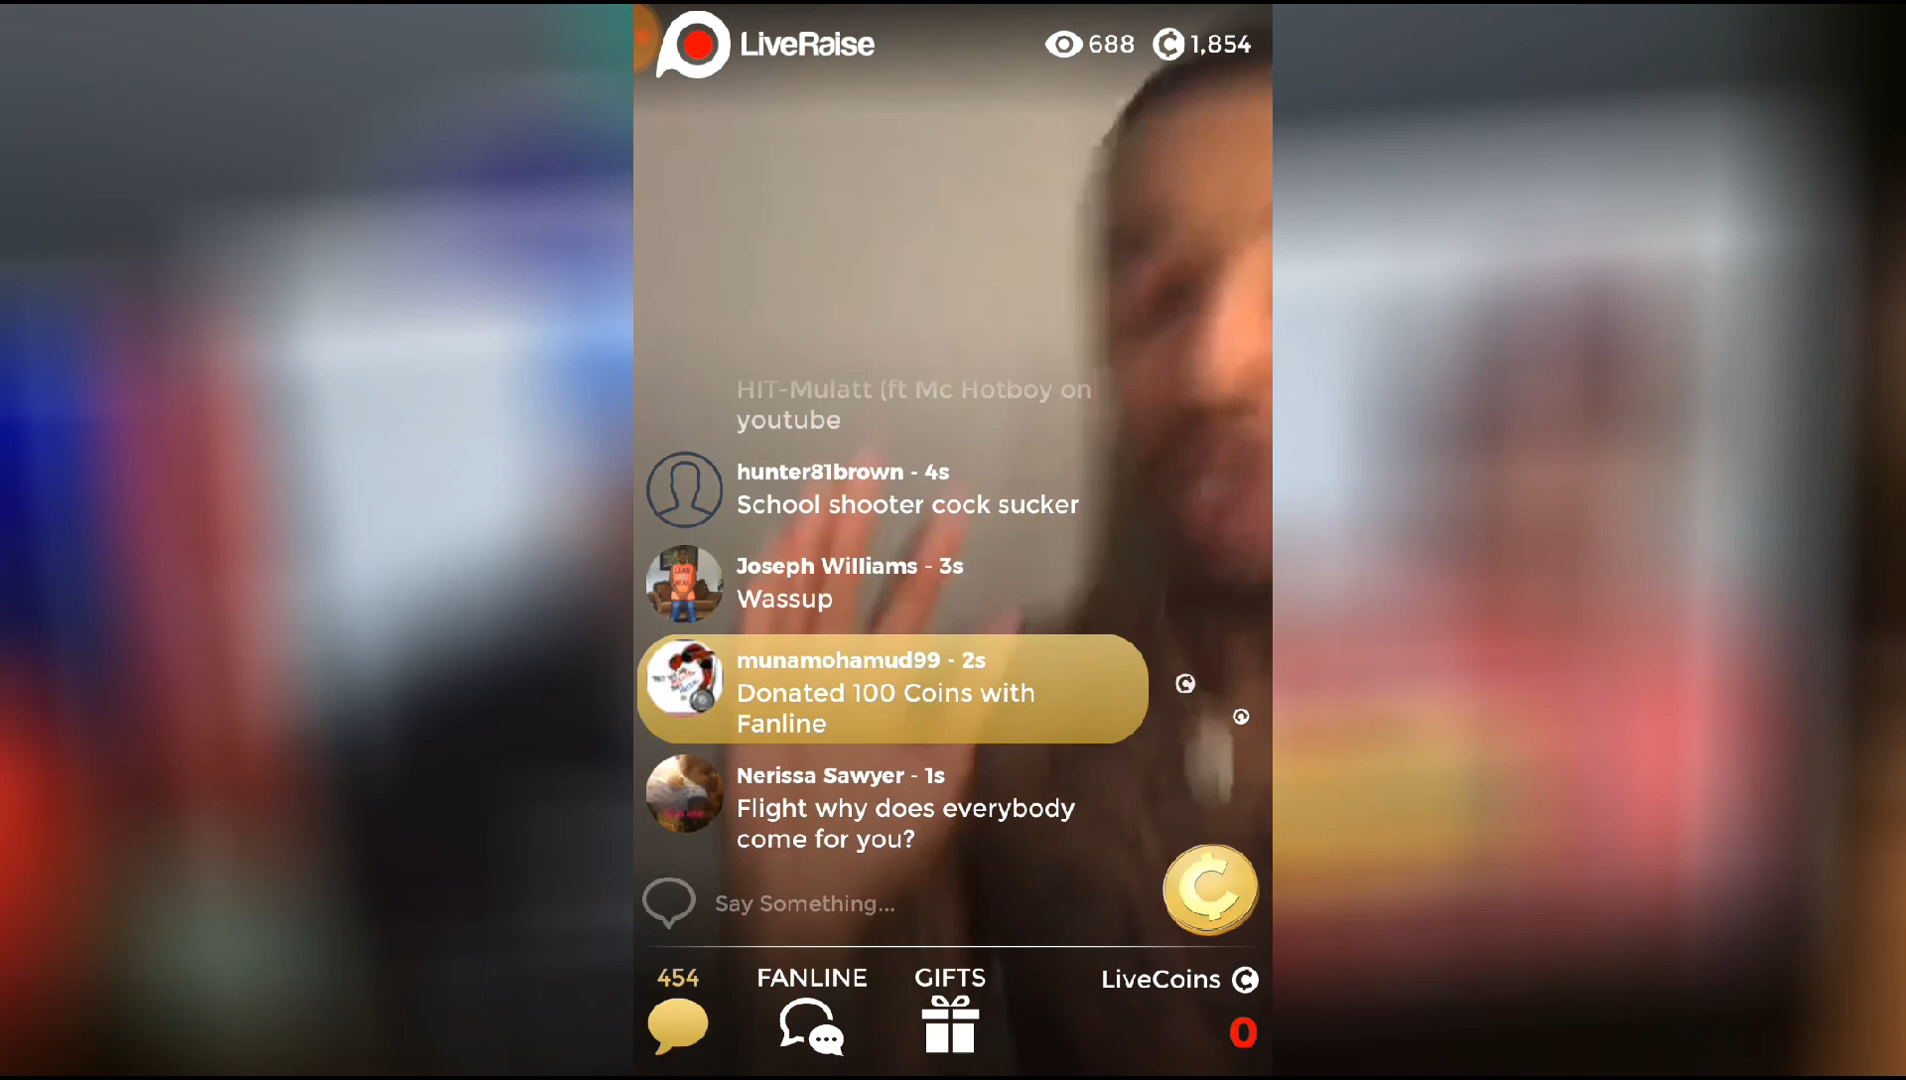 LiveRaise
688
1,854
HIT-Mulatt (ft Mc Hotboy on
youtube
hunter81brown - 4s
School shooter cock sucker
Joseph Williams - 3s
Wassup
munamohamud99 - 2s
Donated 100 Coins with
Fanline
Nerissa Sawyer - 1s
Flight why does everybody
come for you?
Say Something...
454
FANLINE
GIFTS
LiveCoins
0